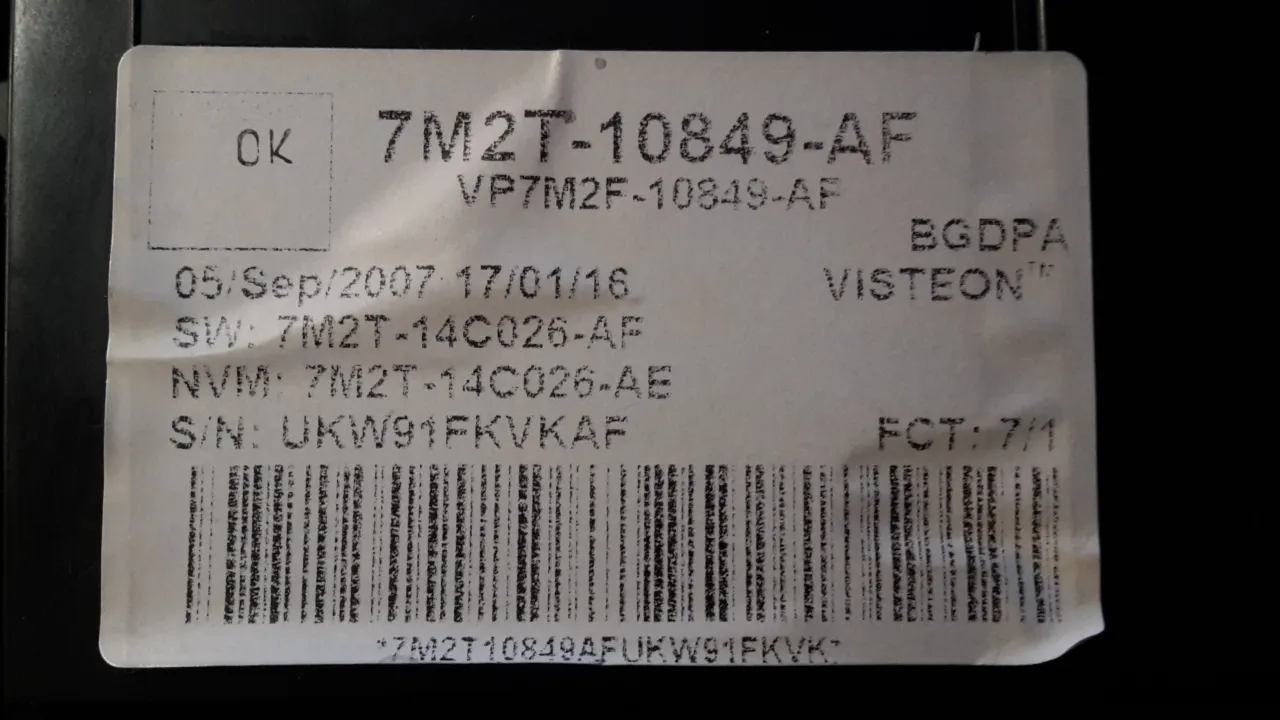 OK
7M2T-10849-AF
VP7M2F-10849-AF
BGDPA
05/Sep/2007 17/01/16
VISTEON™
SW: 7M2T-14C026-AF
NVM: 7M2T-14C026-AE
S/N: UKW91FKVKAF
FCT: 7/1
*7M2T10849AFUKW91FKVK*